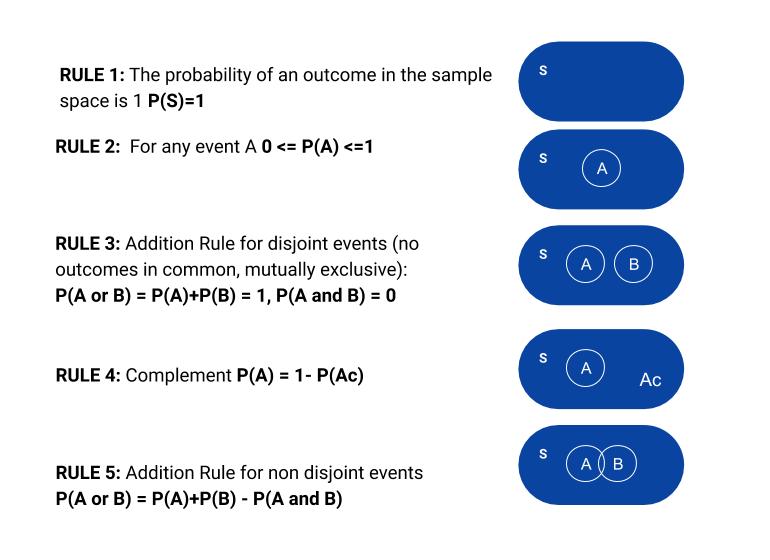 RULE 1: The probability of an outcome in the sample
space is 1 P(S)=1
S
RULE 2: For any event A 0 <= P(A) <=1
S
A
RULE 3: Addition Rule for disjoint events (no
outcomes in common, mutually exclusive):
P(A or B) = P(A)+P(B) = 1, P(A and B) = 0
S
A B
RULE 4: Complement P(A) = 1- P(Ac)
S
A
Ac
RULE 5: Addition Rule for non disjoint events
P(A or B) = P(A)+P(B) - P(A and B)
S
A B